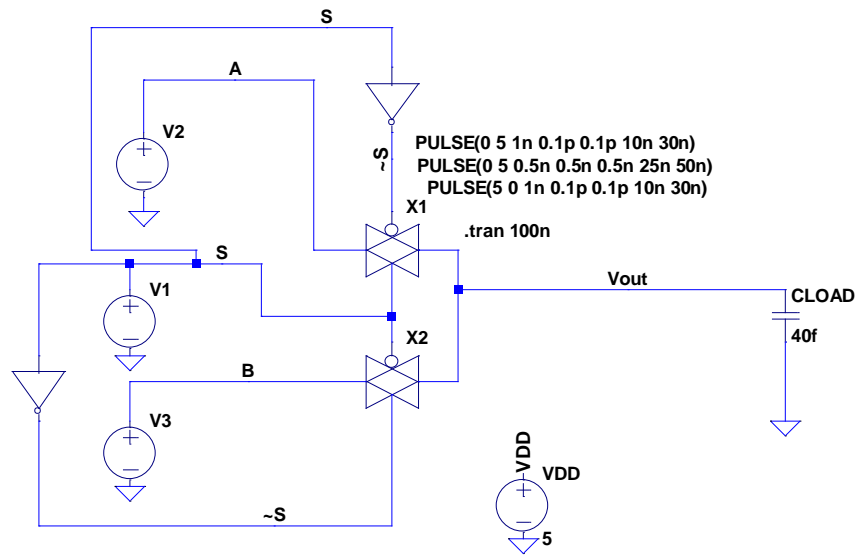 S
A
V2
PULSE(0 5 1n 0.1p 0.1p 10n 30n)
~S
PULSE(0 5 0.5n 0.5n 0.5n 25n 50n)
PULSE(5 0 1n 0.1p 0.1p 10n 30n)
X1
.tran 100n
S
Vout
V1
CLOAD
X2
40f
B
V3
VDD
VDD
~S
5